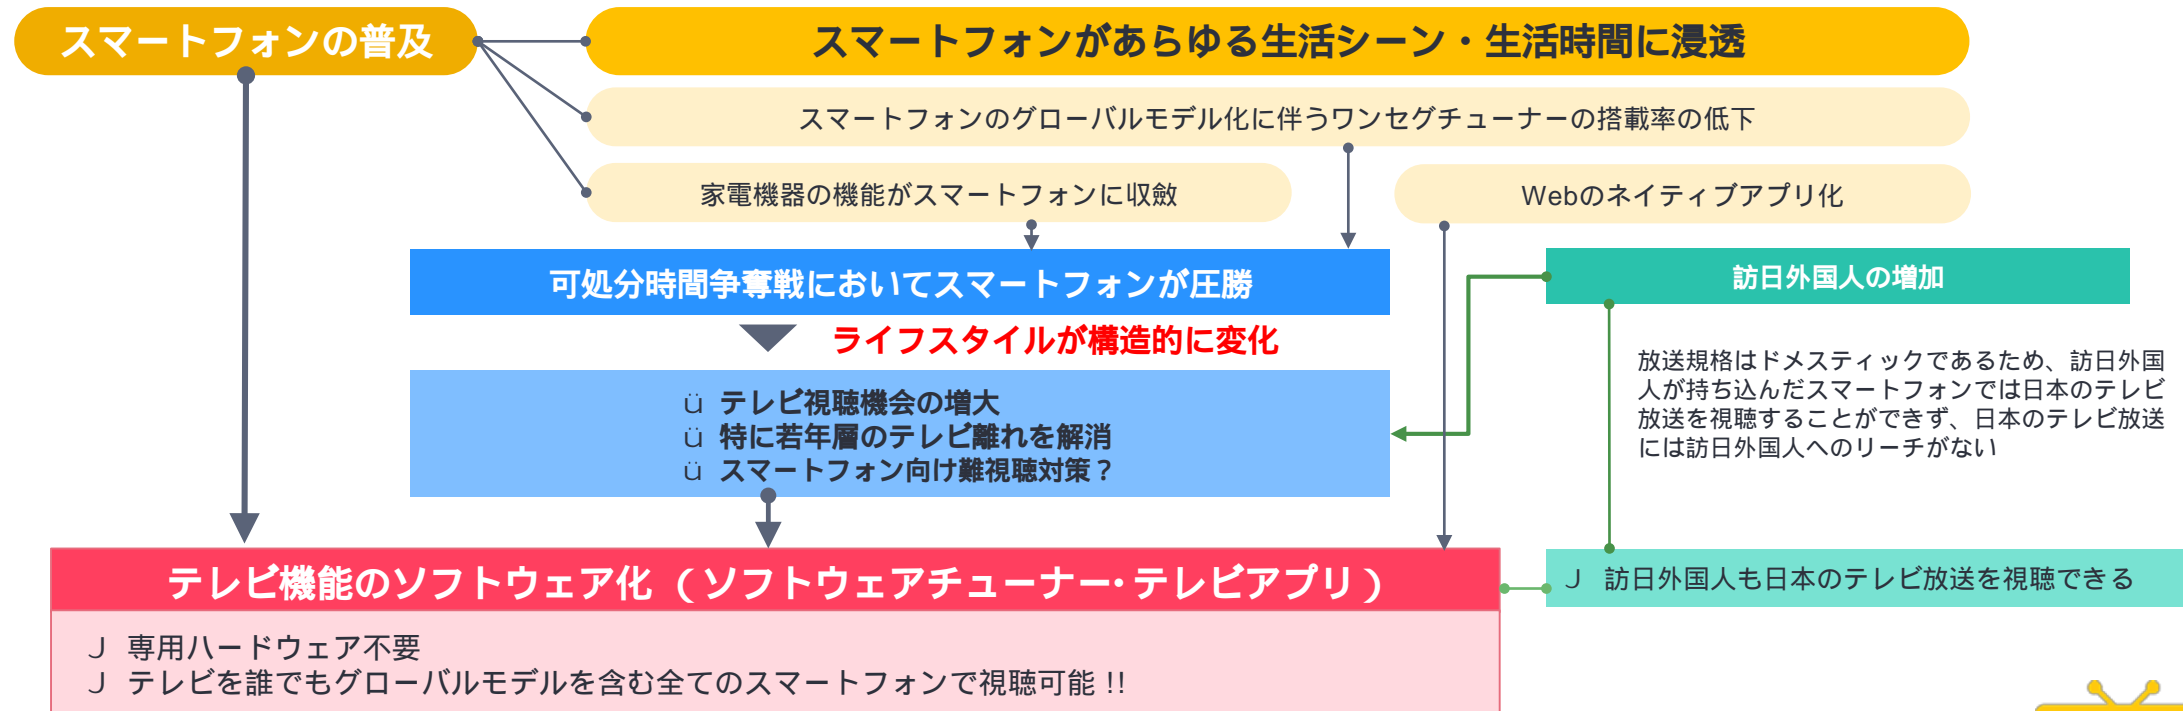 スマートフォンの普及
スマートフォンがあらゆる生活シーン・生活時間に浸透
スマートフォンのグローバルモデル化に伴うワンセグチューナーの搭載率の低下
家電機器の機能がスマートフォンに収斂
Webのネイティブアプリ化
可処分時間争奪戦においてスマートフォンが圧勝
訪日外国人の増加
ライフスタイルが構造的に変化
放送規格はドメスティックであるため、訪日外国
人が持ち込んだスマートフォンでは日本のテレビ
放送を視聴することができず、日本のテレビ放送
には訪日外国人へのリーチがない
ü テレビ視聴機会の増大
ü 特に若年層のテレビ離れを解消
ü スマートフォン向け難視聴対策？
テレビ機能のソフトウェア化（ソフトウェアチューナー･テレビアプリ）
J 訪日外国人も日本のテレビ放送を視聴できる
J 専用ハードウェア不要
J テレビを誰でもグローバルモデルを含む全てのスマートフォンで視聴可能 !!